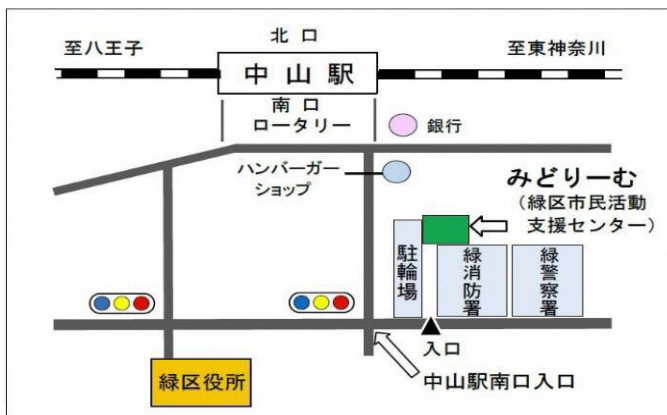 北口
至八王子
中山駅
至東神奈川
南口
ロータリー
銀行
ハンバーガー
ショップ
みどりーむ
(緑区市民活動
支援センター)
駐輪場
緑消防署
緑警察署
入口
緑区役所
中山駅南口入口